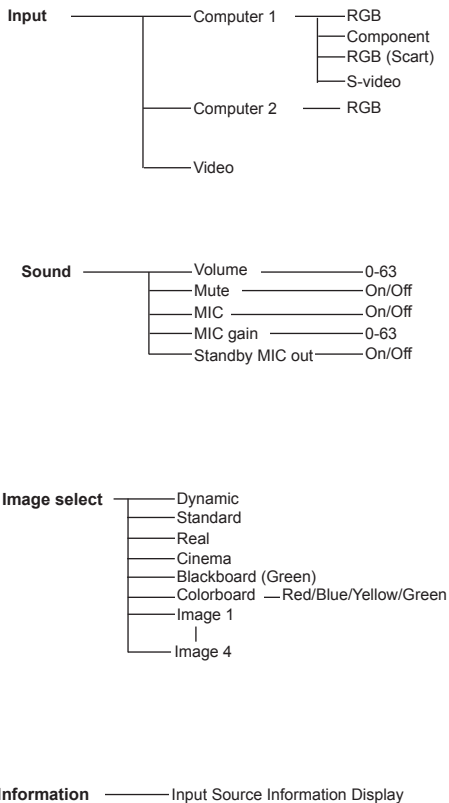 Input Computer 1 RGB
Component
RGB (Scart)
S-video
Computer 2 RGB
Video
Sound Volume 0-63
Mute On/Off
MIC On/Off
MIC gain 0-63
Standby MIC out On/Off
Image select Dynamic
Standard
Real
Cinema
Blackboard (Green)
Colorboard Red/Blue/Yellow/Green
Image 1
Image 4
Information Input Source Information Display